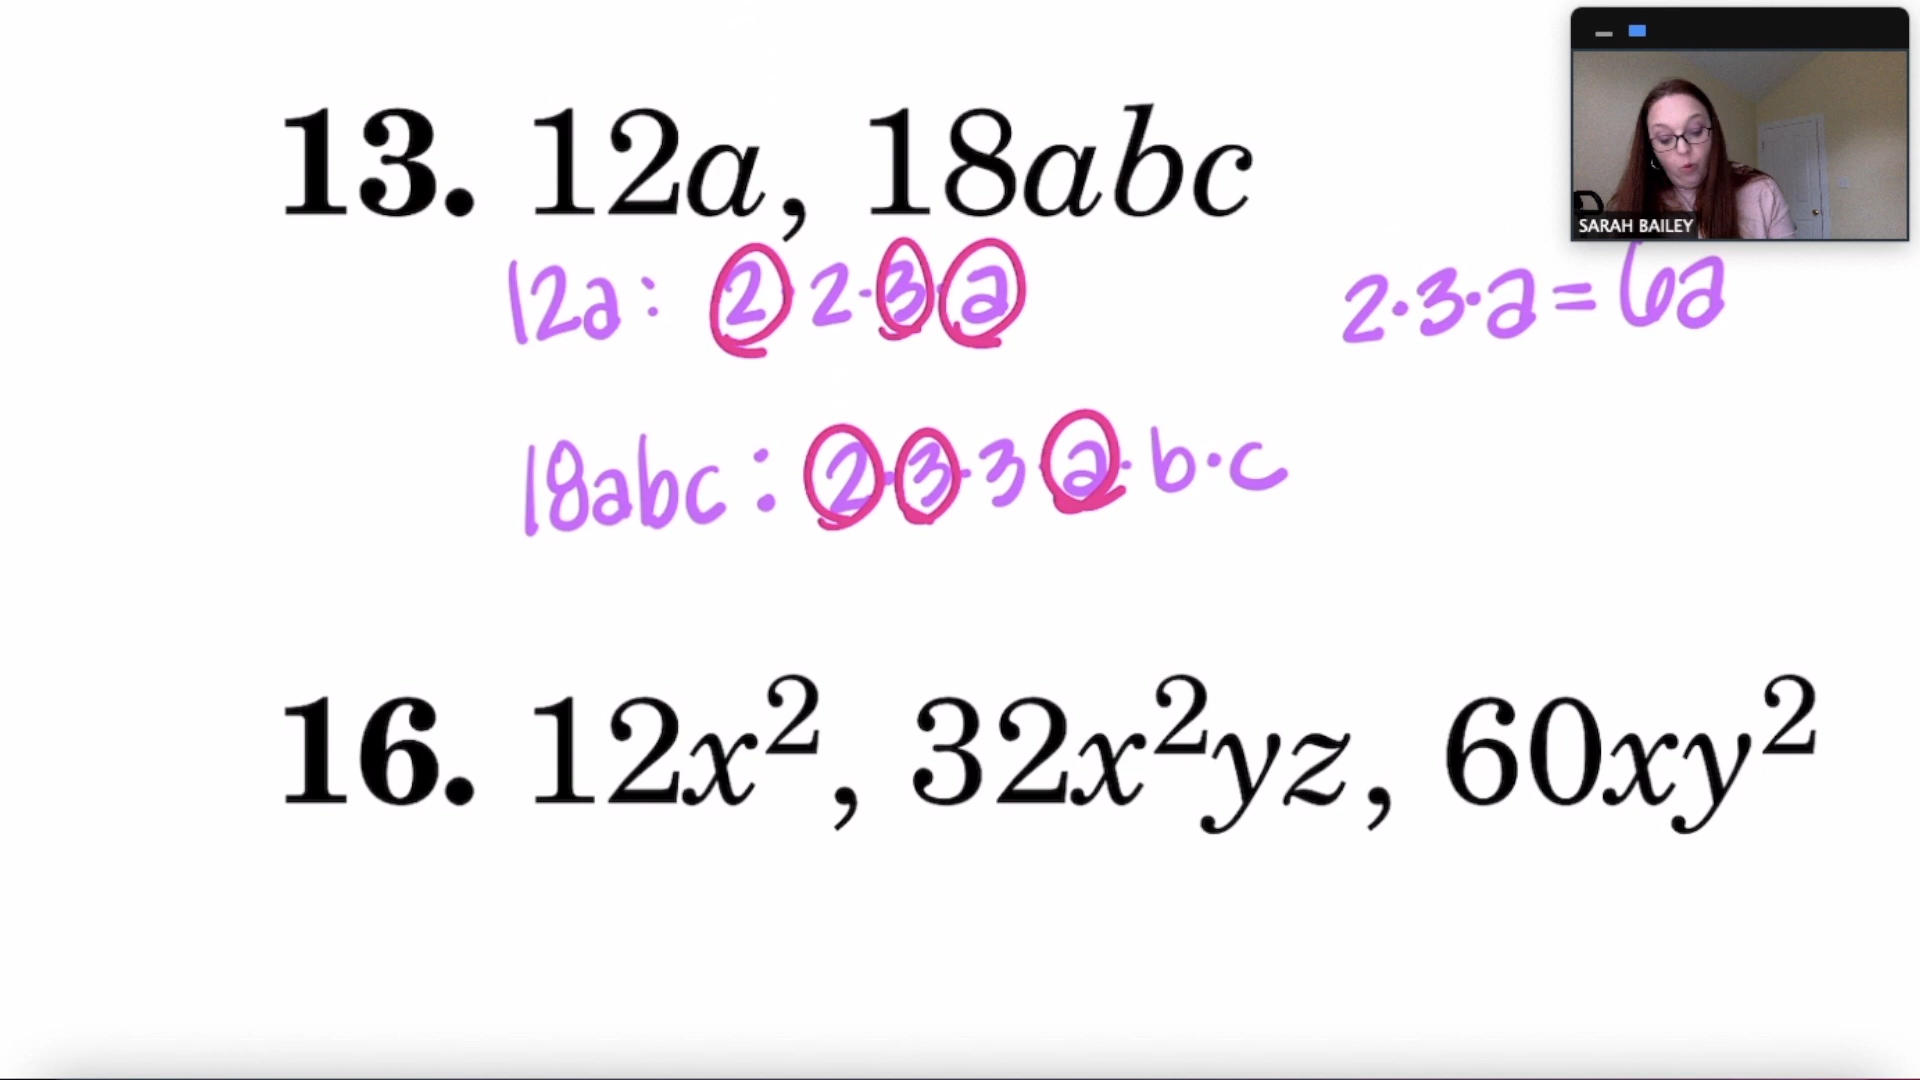 13. 12a, 18abc
SARAH BAILEY
12a: 2·2·3·a
2·3·a=6a
18abc: 2·3·3·a·b·c
16. 12x², 32x²yz, 60xy²